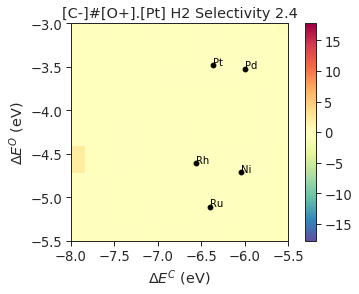 [C-]#[O+].[Pt] H2 Selectivity 2.4
−3.0
−3.5
−4.0
−4.5
−5.0
−5.5
ΔE^O (eV)
Pt
Pd
Rh
Ni
Ru
−8.0 −7.5 −7.0 −6.5 −6.0 −5.5
ΔE^C (eV)
15
10
5
0
−5
−10
−15